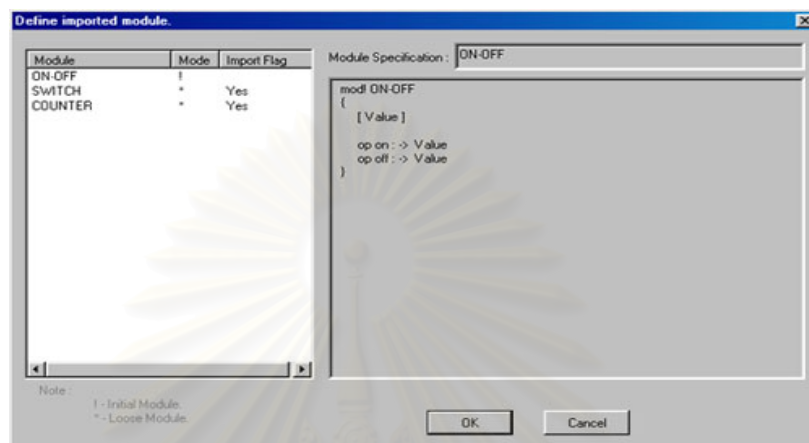 Define imported module.
Module Mode Import Flag
ON-OFF !
SWITCH * Yes
COUNTER * Yes
Note :
! - Initial Module.
* - Loose Module.
Module Specification : ON-OFF
mod! ON-OFF
{
[ Value ]
op on : -> Value
op off : -> Value
}
OK Cancel